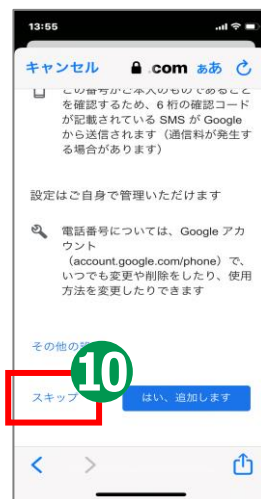 13:55
キャンセル
.com
ああ
この番号がご本人のものであること
を確認するため、6 桁の確認コード
が記載されている SMS が Google
から送信されます（通信料が発生す
る場合があります）
設定はご自身で管理いただけます
電話番号については、Google アカ
ウント
（account.google.com/phone）で、
いつでも変更や削除をしたり、使用
方法を変更したりできます
その他の
10
スキップ
はい、追加します